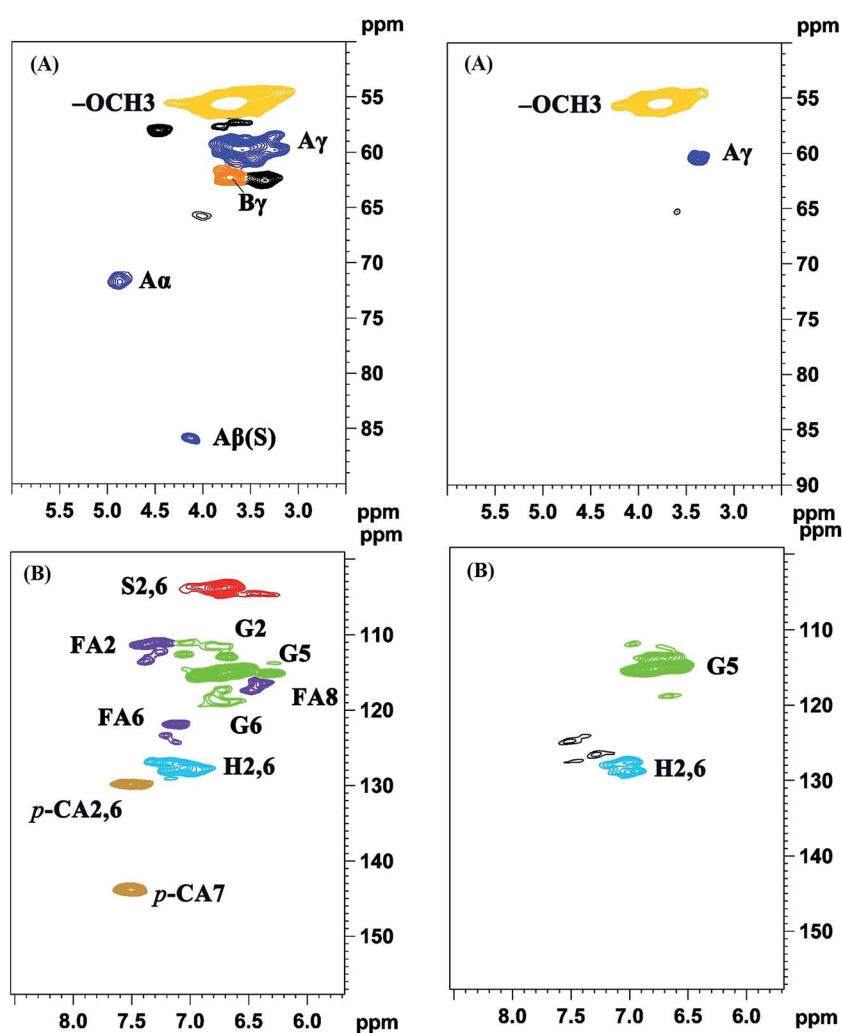 ppm
(A)
–OCH3
55
Aγ
60
Bγ
65
70
Aα
75
80
85
Aβ(S)
5.5 5.0 4.5 4.0 3.5 3.0 ppm
ppm
(A)
–OCH3
55
Aγ
60
65
70
75
80
85
90
5.5 5.0 4.5 4.0 3.5 3.0 ppm
ppm
(B)
S2,6
G2
110
FA2
G5
FA8
120
FA6
G6
H2,6
130
p-CA2,6
140
p-CA7
150
8.0 7.5 7.0 6.5 6.0 ppm
ppm
(B)
110
G5
120
H2,6
130
140
150
8.0 7.5 7.0 6.5 6.0 ppm